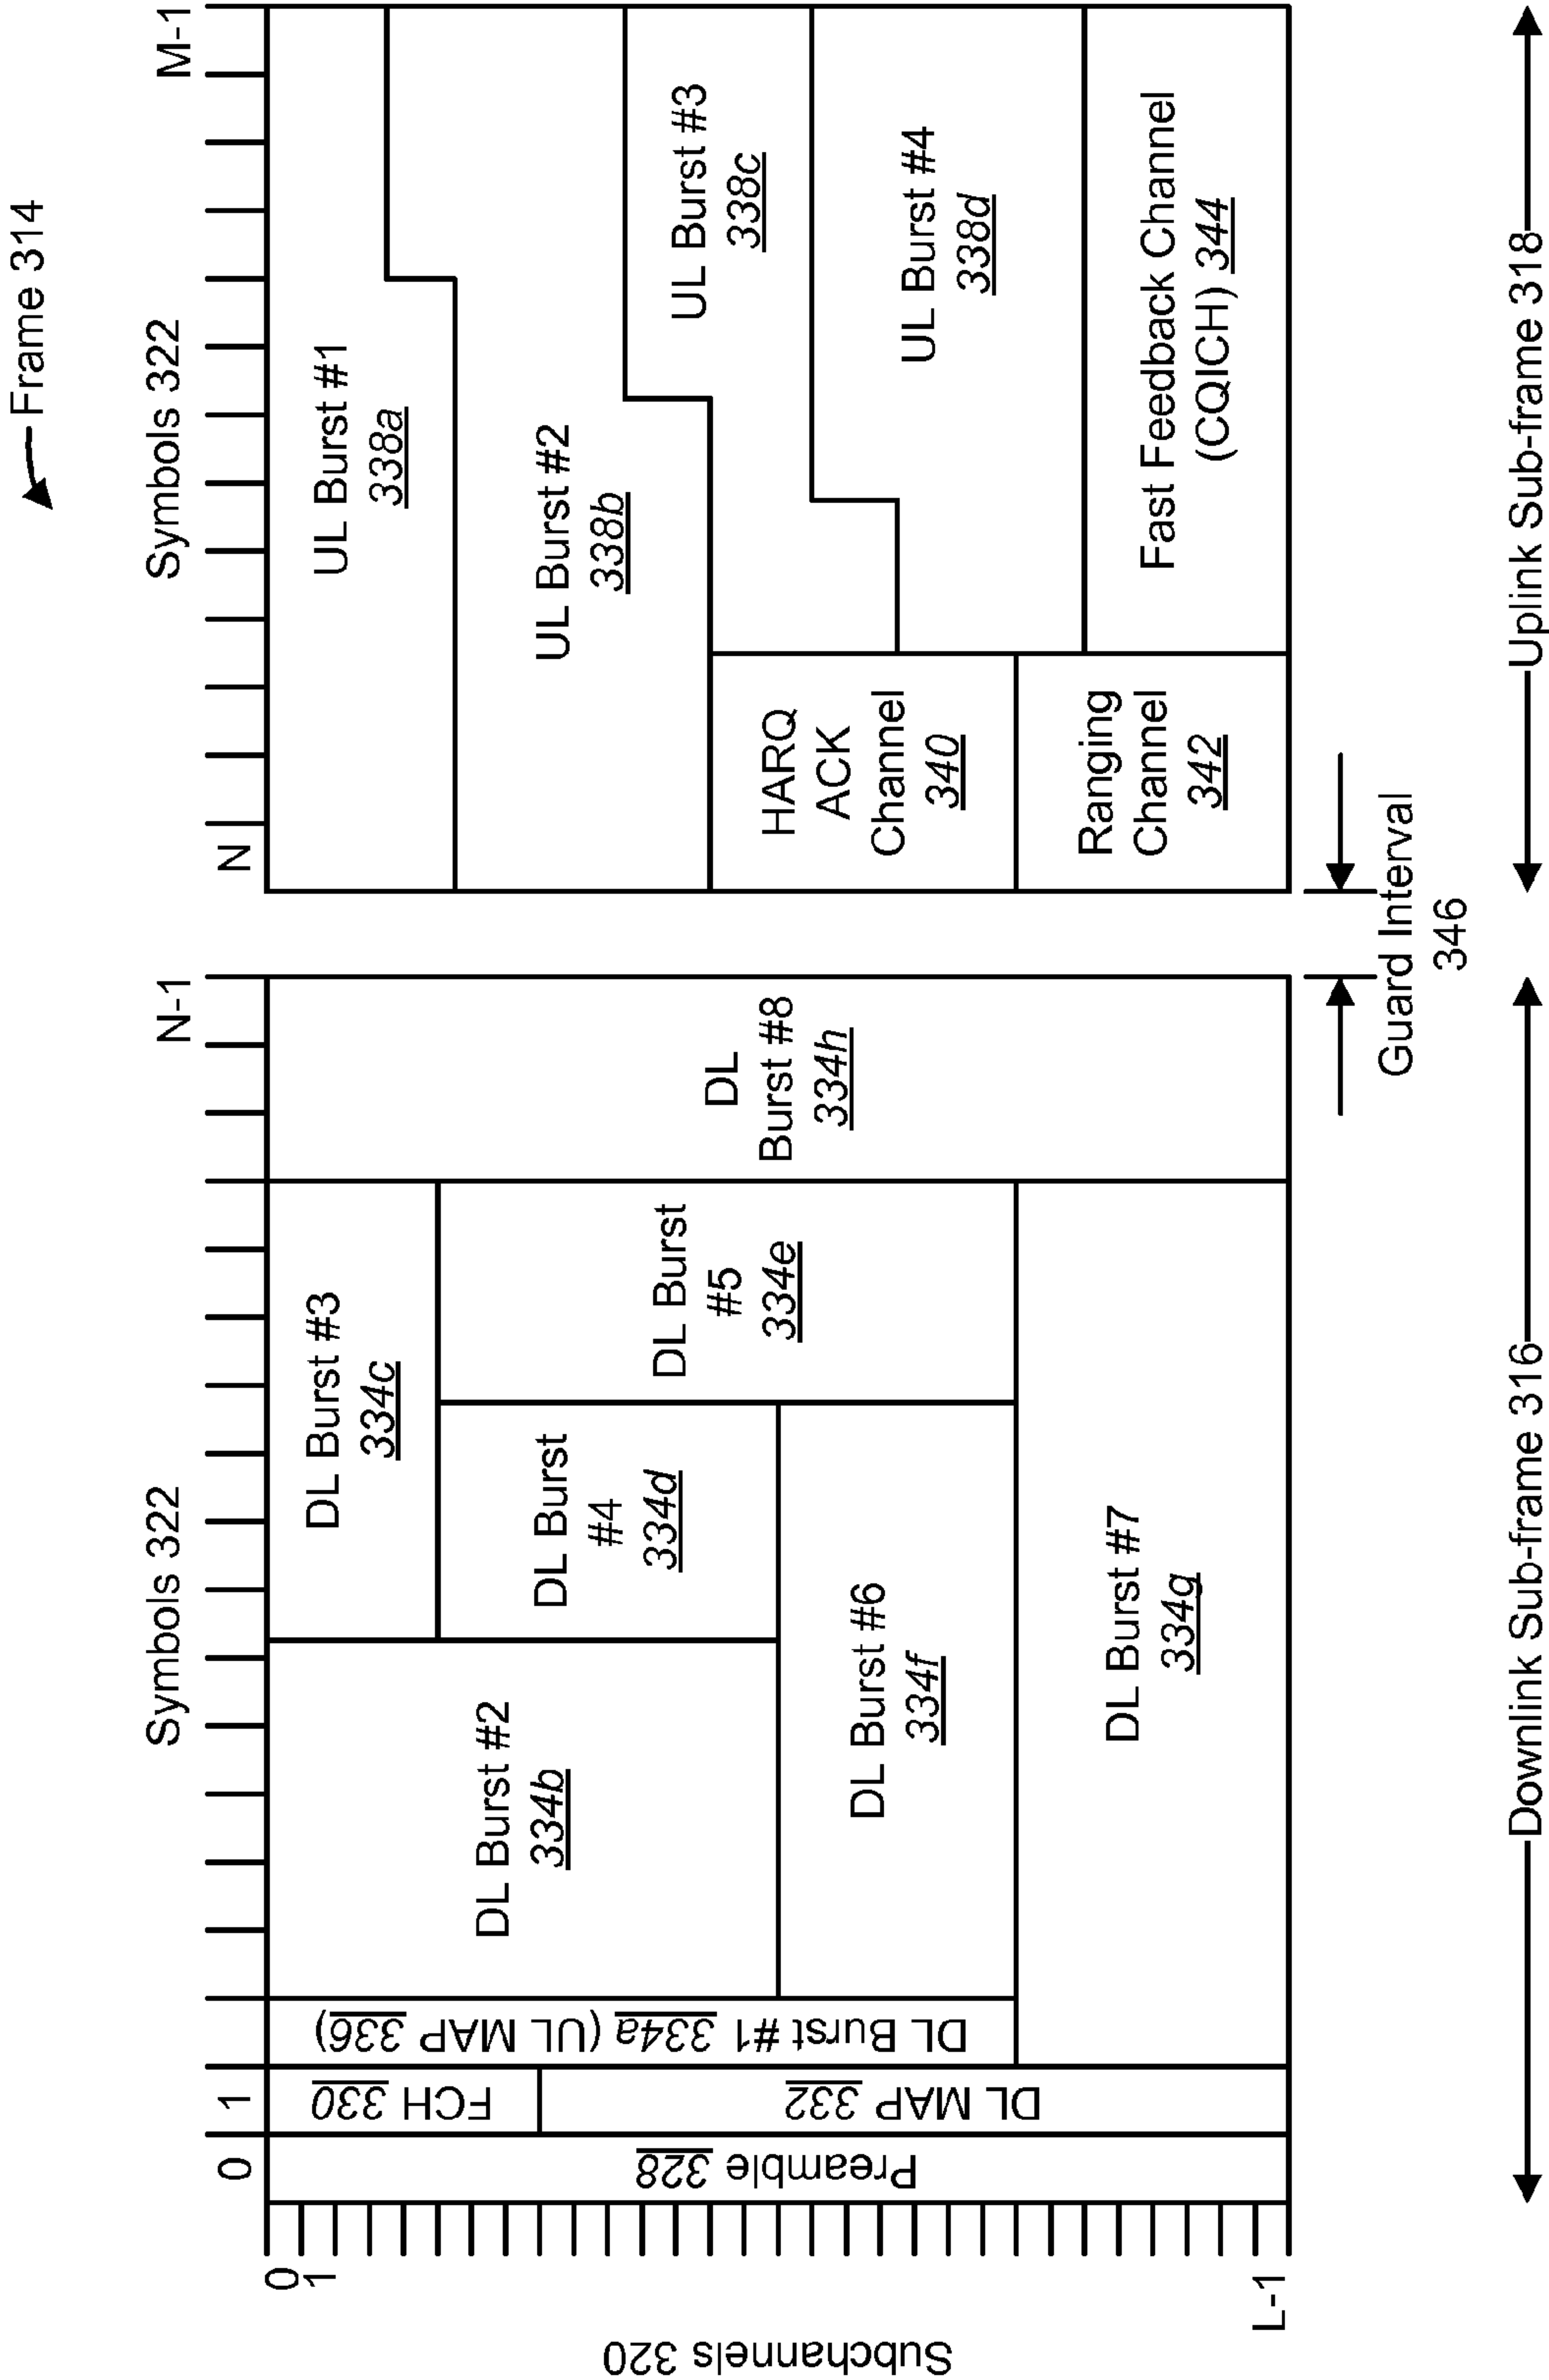 Frame 314
Symbols 322
Symbols 322
0
1
N-1
N
M-1
Subchannels 320
0
1
L-1
Preamble 328
FCH 330
DL MAP 332
DL Burst #1 334a (UL MAP 336)
DL Burst #2
334b
DL Burst #3
334c
DL Burst
#4
334d
DL Burst
#5
334e
DL Burst #6
334f
DL Burst #7
334g
DL
Burst #8
334h
UL Burst #1
338a
UL Burst #2
338b
UL Burst #3
338c
UL Burst #4
338d
HARQ
ACK
Channel
340
Ranging
Channel
342
Fast Feedback Channel
(CQICH) 344
Guard Interval
346
Downlink Sub-frame 316
Uplink Sub-frame 318